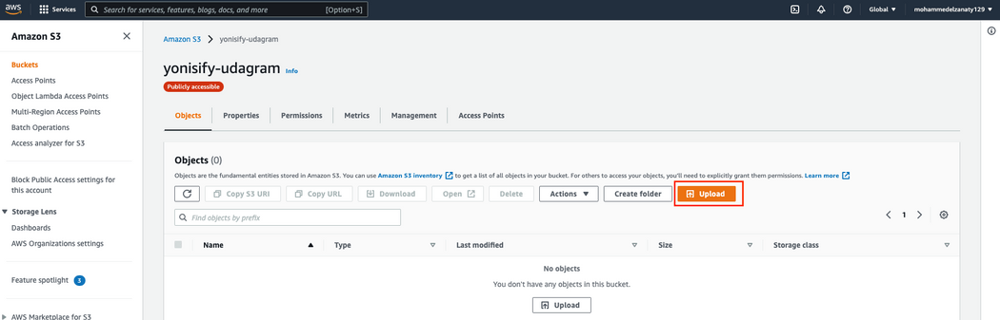 aws
Services
Search for services, features, blogs, docs, and more
[Option+S]
Global
mohammedelzanaty129
Amazon S3
Buckets
Access Points
Object Lambda Access Points
Multi-Region Access Points
Batch Operations
Access analyzer for S3
Block Public Access settings for
this account
Storage Lens
Dashboards
AWS Organizations settings
Feature spotlight 3
AWS Marketplace for S3
Amazon S3 > yonisify-udagram
yonisify-udagram Info
Publicly accessible
Objects Properties Permissions Metrics Management Access Points
Objects (0)
Objects are the fundamental entities stored in Amazon S3. You can use Amazon S3 inventory to get a list of all objects in your bucket. For others to access your objects, you'll need to explicitly grant them permissions. Learn more
Copy S3 URI Copy URL Download Open Delete Actions Create folder Upload
Find objects by prefix
1
Name Type Last modified Size Storage class
No objects
You don't have any objects in this bucket.
Upload